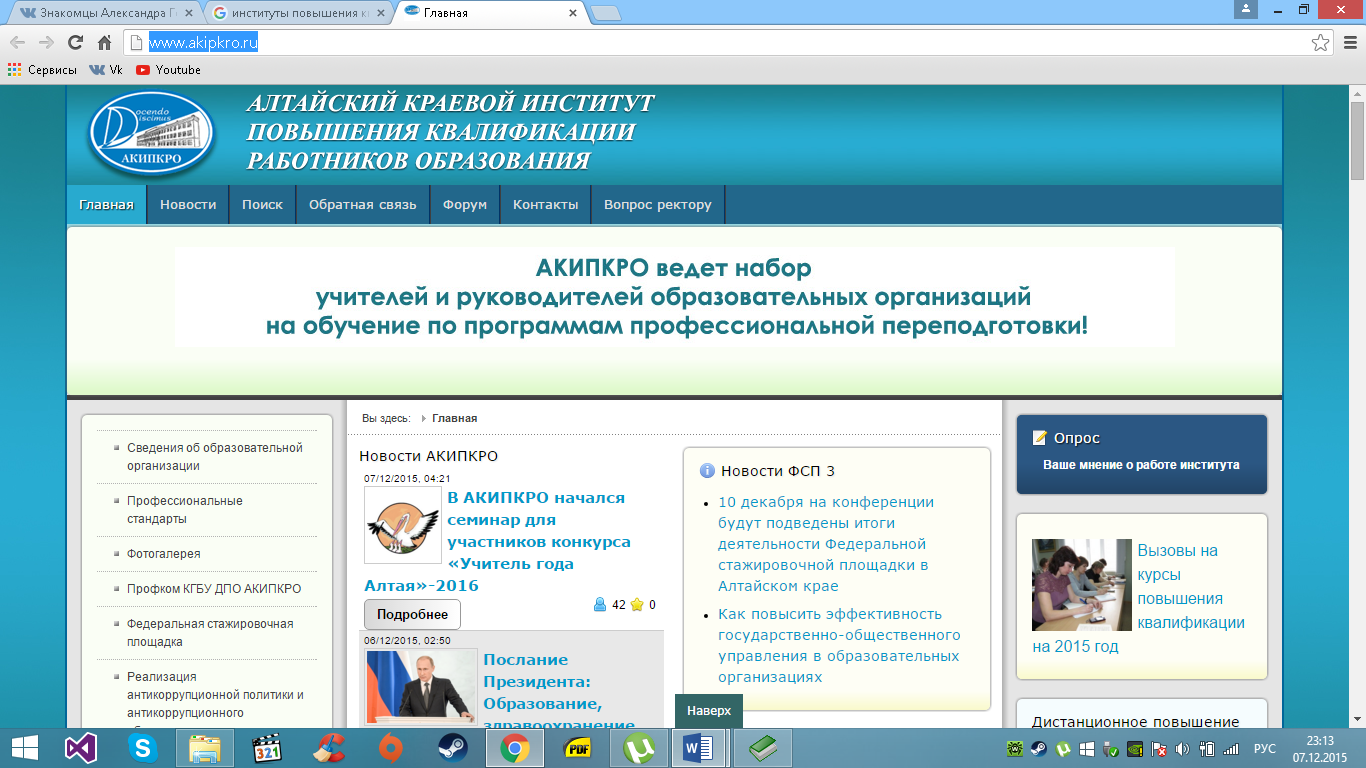 Знакомцы Александра Г
институты повышения к
Главная
www.akipkro.ru
Сервисы
Vk
Youtube
Docendo
Discimus
АКИПКРО
АЛТАЙСКИЙ КРАЕВОЙ ИНСТИТУТ
ПОВЫШЕНИЯ КВАЛИФИКАЦИИ
РАБОТНИКОВ ОБРАЗОВАНИЯ
Главная
Новости
Поиск
Обратная связь
Форум
Контакты
Вопрос ректору
АКИПКРО ведет набор
учителей и руководителей образовательных организаций
на обучение по программам профессиональной переподготовки!
Сведения об образовательной
организации
Профессиональные
стандарты
Фотогалерея
Профком КГБУ ДПО АКИПКРО
Федеральная стажировочная
площадка
Реализация
антикоррупционной политики и
антикоррупционного
Вы здесь:
Главная
Новости АКИПКРО
07/12/2015, 04:21
В АКИПКРО начался
семинар для
участников конкурса
«Учитель года
Алтая»-2016
Подробнее
42
0
06/12/2015, 02:50
Послание
Президента:
Образование,
здравоохранение
Новости ФСП 3
10 декабря на конференции
будут подведены итоги
деятельности Федеральной
стажировочной площадки в
Алтайском крае
Как повысить эффективность
государственно-общественного
управления в образовательных
организациях
Наверх
Опрос
Ваше мнение о работе института
Вызовы на
курсы
повышения
квалификации
на 2015 год
Дистанционное повышение
321
PDF
РУС
23:13
07.12.2015